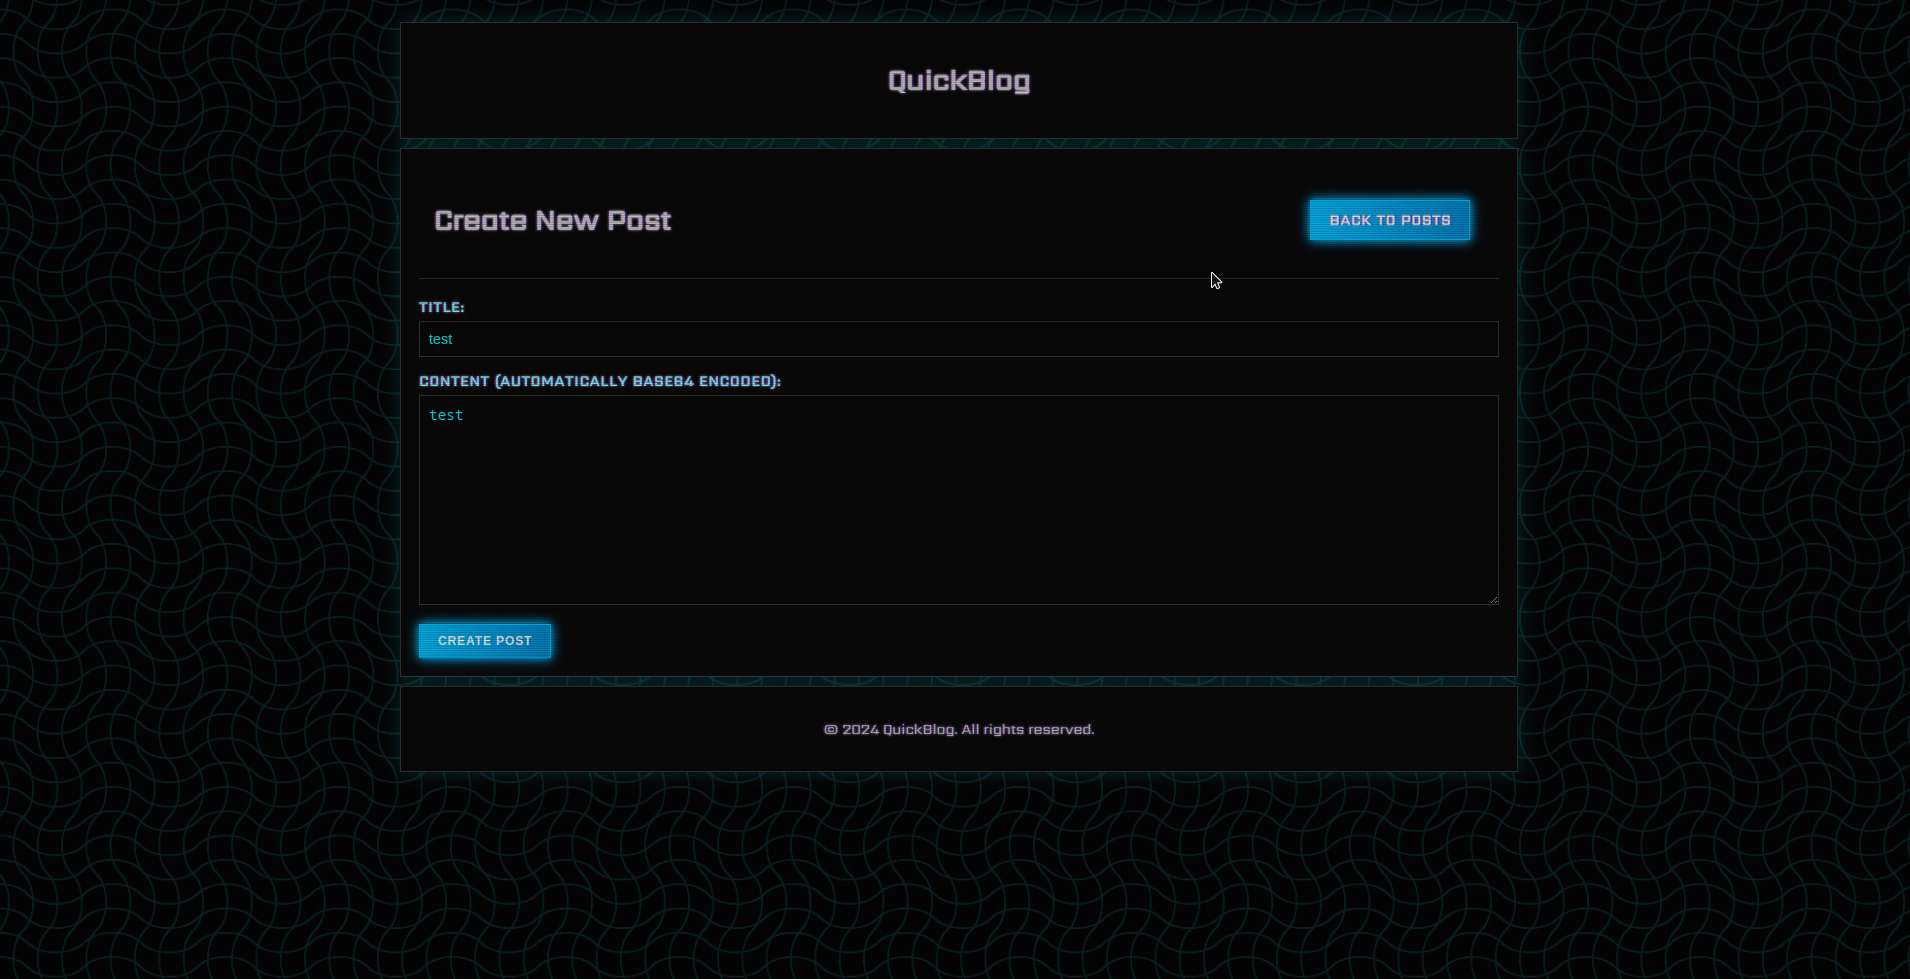 QuickBlog
Create New Post
BACK TO POSTS
TITLE:
test
CONTENT (AUTOMATICALLY BASE64 ENCODED):
test
CREATE POST
© 2024 QuickBlog. All rights reserved.